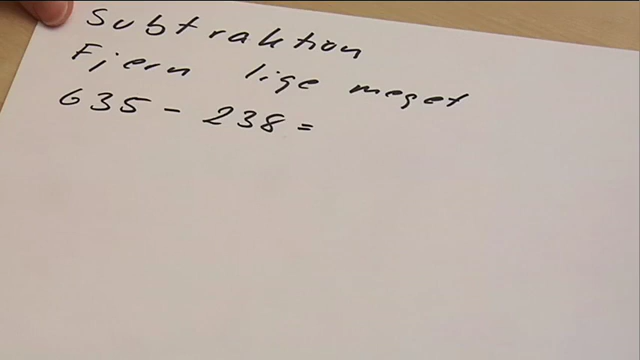 Subtraktion
Fjern lige meget
635 - 238 =